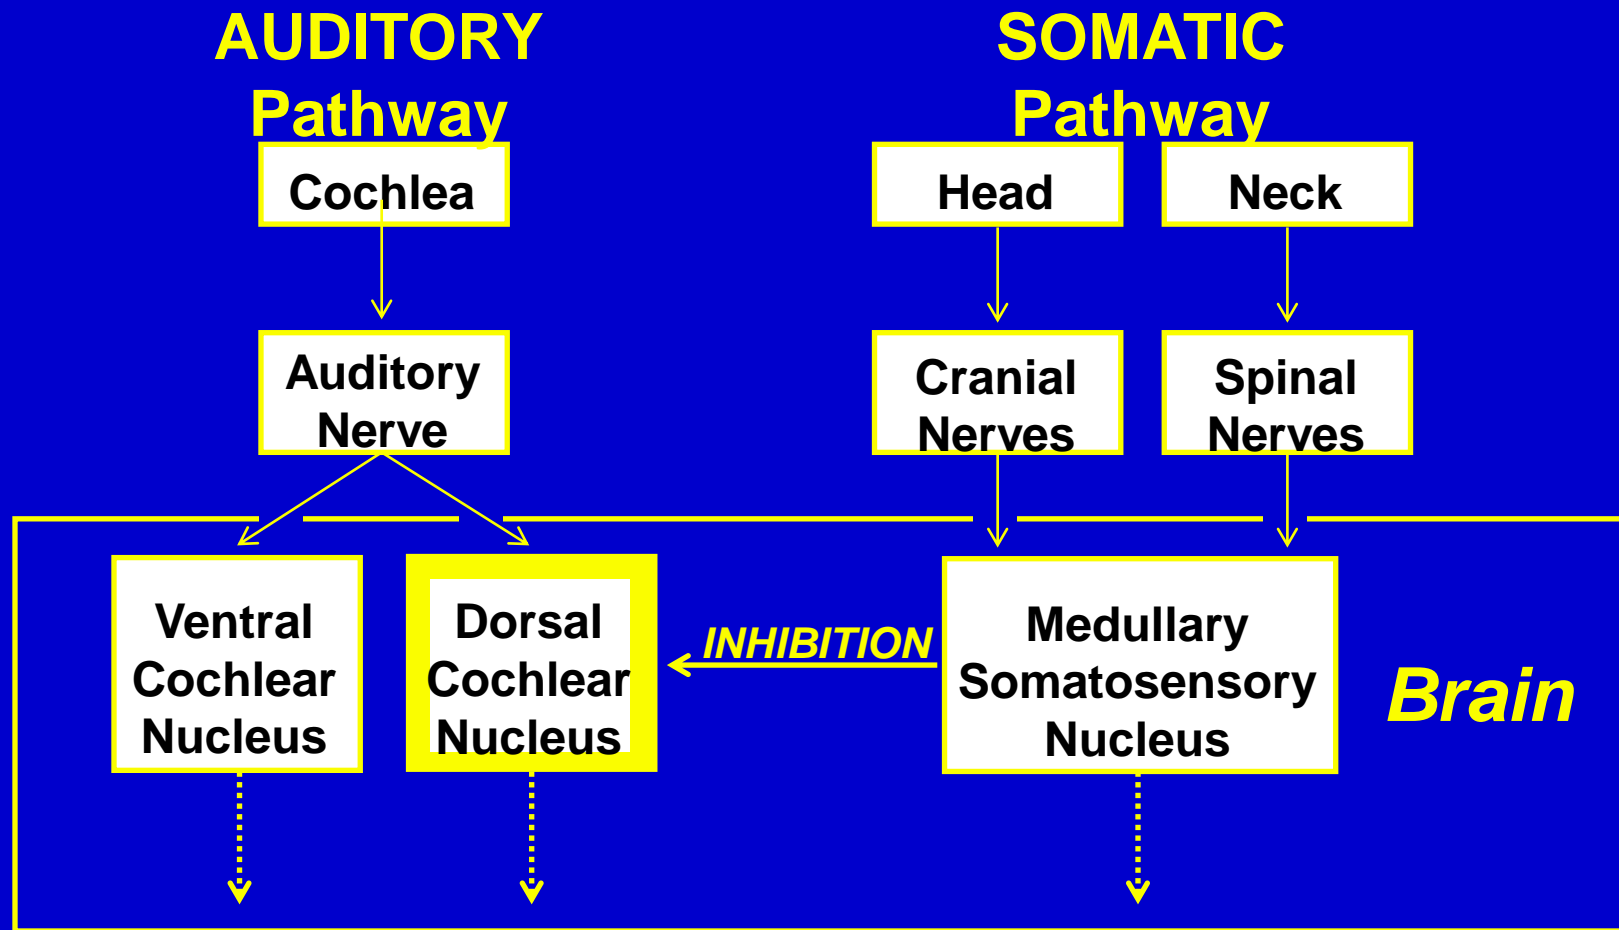 AUDITORY
Pathway
SOMATIC
Pathway
Cochlea
Head
Neck
Auditory
Nerve
Cranial
Nerves
Spinal
Nerves
Ventral
Cochlear
Nucleus
Dorsal
Cochlear
Nucleus
INHIBITION
Medullary
Somatosensory
Nucleus
Brain